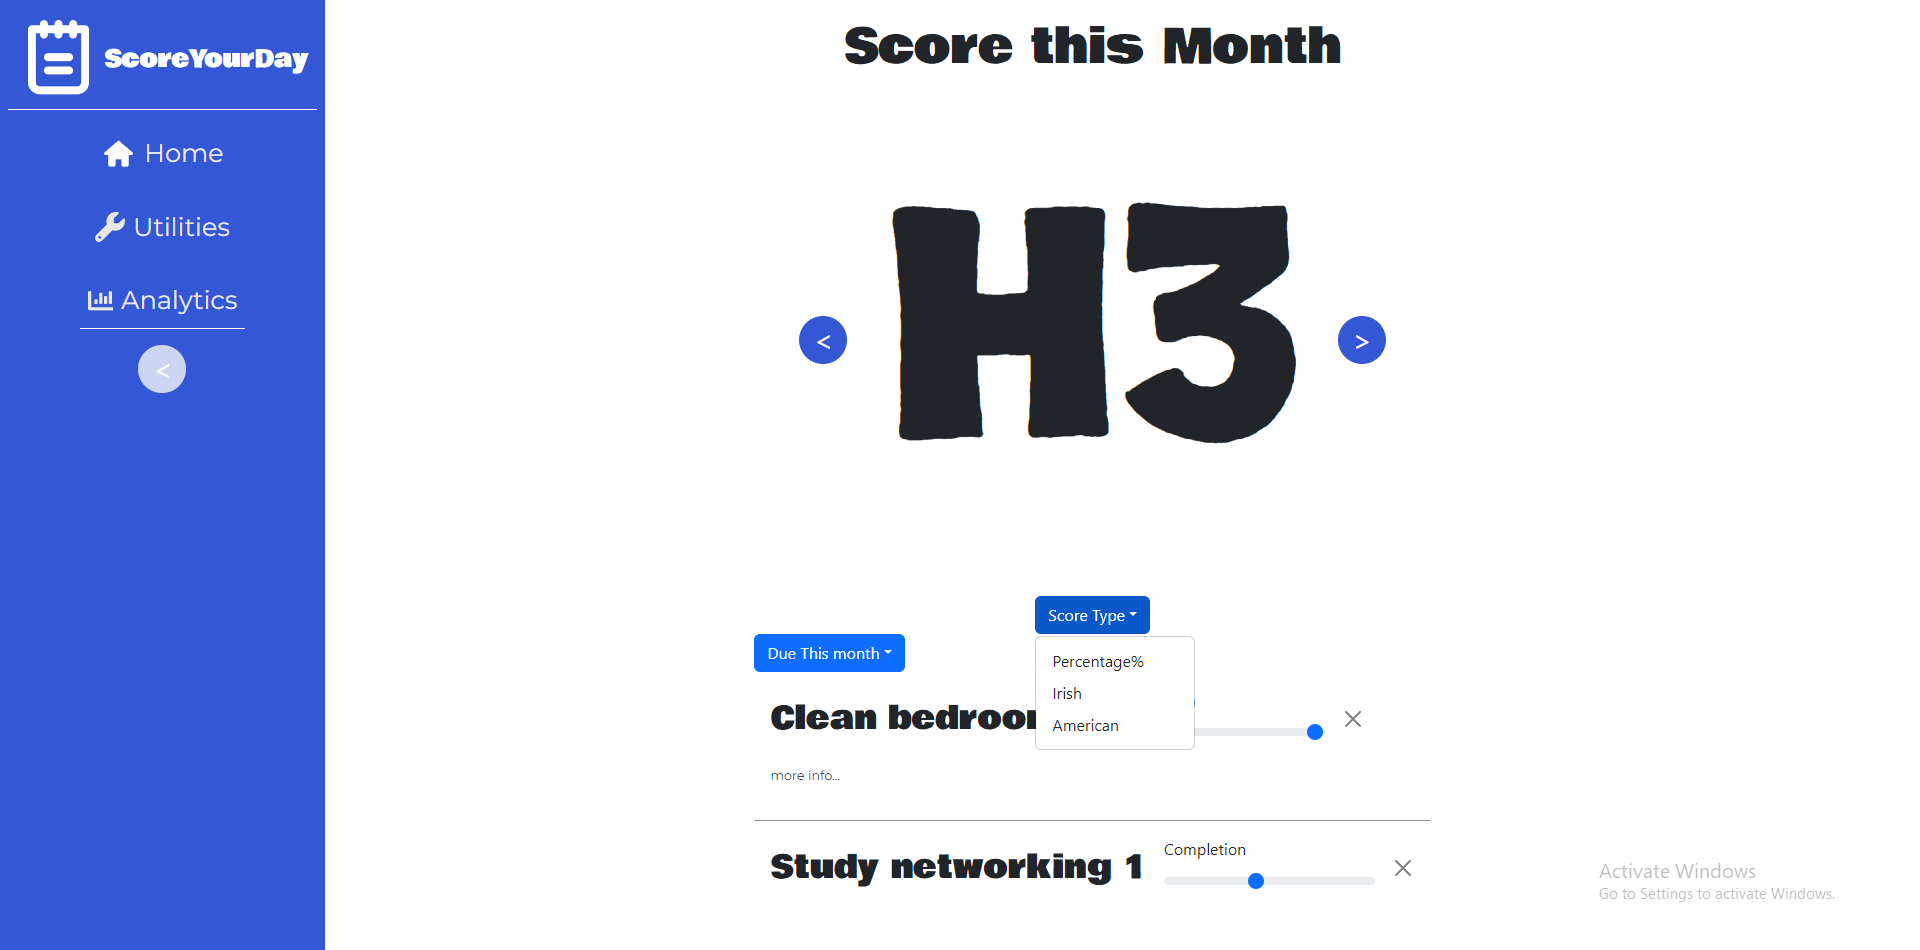 ScoreYourDay
Home
Utilities
Analytics
<
Score this Month
<
H3
>
Score Type
Due This month
Percentage%
Irish
American
Clean bedroom
more info...
Study networking 1
Completion
Activate Windows
Go to Settings to activate Windows.